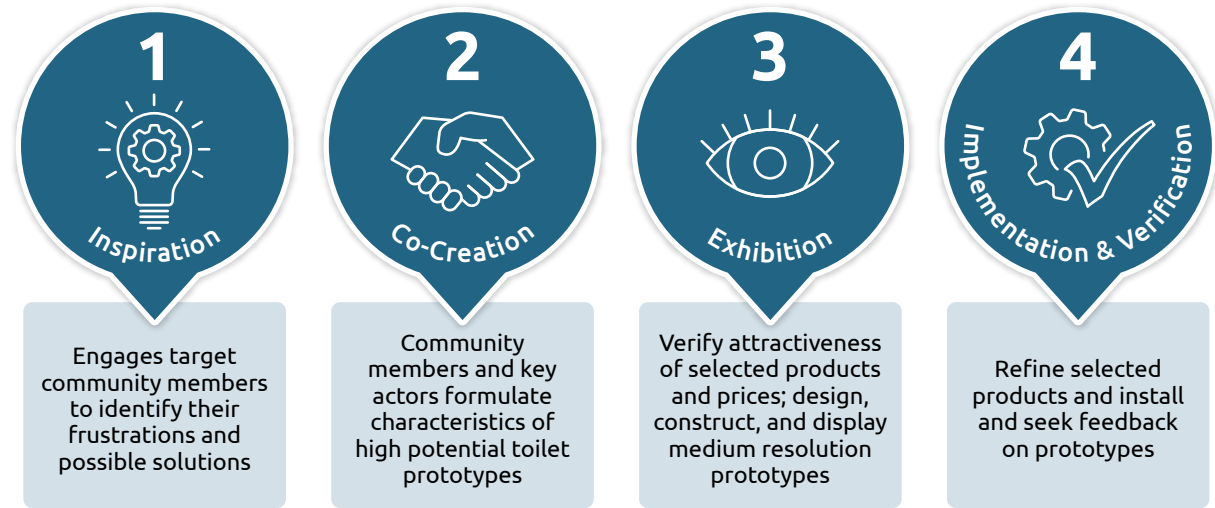 1
Inspiration
Engages target
community members
to identify their
frustrations and
possible solutions
2
Co-Creation
Community
members and key
actors formulate
characteristics of
high potential toilet
prototypes
3
Exhibition
Verify attractiveness
of selected products
and prices; design,
construct, and display
medium resolution
prototypes
4
Implementation & Verification
Refine selected
products and install
and seek feedback
on prototypes